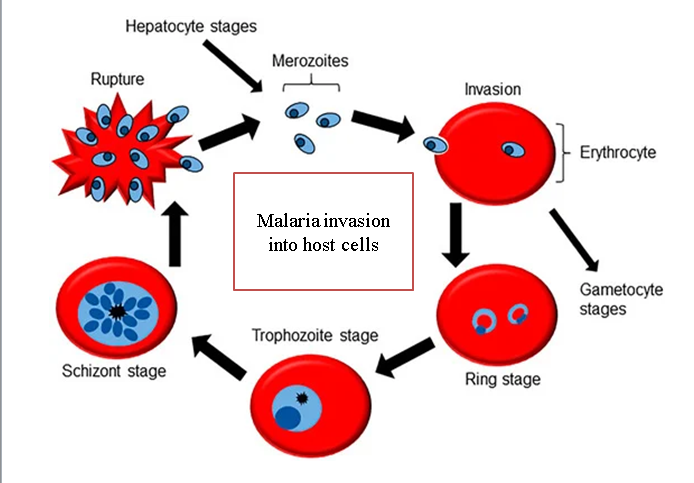 Hepatocyte stages
Merozoites
Rupture
Invasion
Erythrocyte
Malaria invasion
into host cells
Gametocyte
stages
Trophozoite stage
Schizont stage
Ring stage